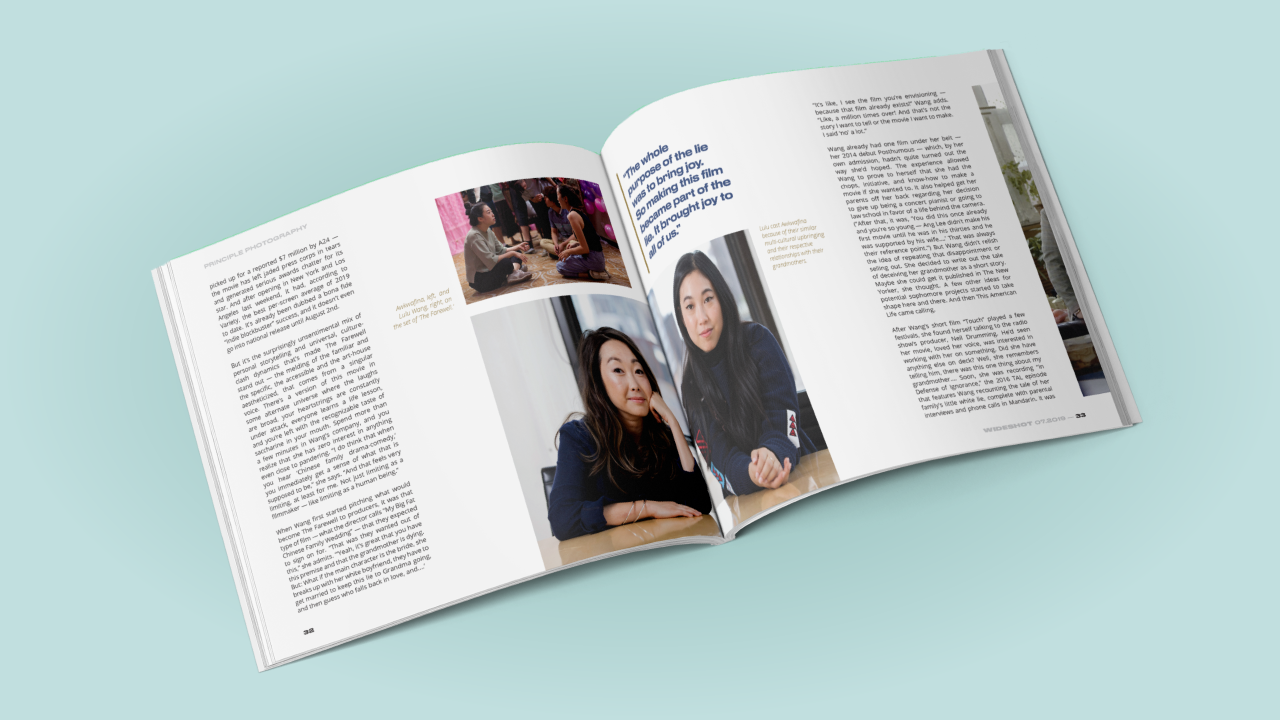 PRINCIPLE PHOTOGRAPHY
picked up for a reported $7 million by A24 —
the movie has left joked ribs corgi in tears
and generated serious awards chatter for its
star. And after opening in New York and Los
Angeles last weekend, it had, according to
Variety, the best per-screen average of 2019
to date. It's already been dubbed a bona fide
"indie blockbuster" success, and it doesn't even
go into national release until August 2nd.
But it's the surprisingly unsentimental mix of
personal storytelling and universal, culture-
clash dynamics that's made The Farewell
stand out — the melding of the familiar and
the specific, the accessible and the art-house
aestheticized, that comes from a singular
voice. There's a version of this movie in
some alternate universe where the laughs
are broad, your heartstrings are constantly
under attack, everyone learns a life lesson
and you're left with the recognizable taste of
saccharine in your mouth. Spend more than
a few minutes in Wang's company, and you
realize that she has zero interest in anything
even close to pandering. "I do think that when
you hear 'Chinese family drama-comedy,'
you immediately get a sense of what that is
supposed to be," she says. "And that feels very
limiting, at least for me. Not just limiting as a
filmmaker — like limiting as a human being."
When Wang first started pitching what would
become The Farewell to producers, it was that
type of film — what the director calls "My Big Fat
Chinese Family Wedding" — that they expected
to sign on for. "That was they wanted out of
this," she admits. "'Yeah, it's great that you have
this premise and that the grandmother is dying.
But: What if the main character is the bride, she
breaks up with her white boyfriend, they have to
get married to keep this lie to Grandma going,
and then guess who falls back in love, and….'
32
Awkwafina, left, and
Lulu Wang, right, on
the set of 'The Farewell.'
"The whole
purpose of the lie
was to bring joy.
So making this film
became part of the
lie. It brought joy to
all of us."
Lulu cast Awkwafina
because of their similar
multi-cultural upbringing
and their respective
relationships with their
grandmothers.
"It's like, I see the film you're envisioning —
because that film already exists!" Wang adds.
"Like, a million times over! And that's not the
story I want to tell or the movie I want to make.
I said 'no' a lot."
Wang already had one film under her belt —
her 2014 debut Posthumous — which, by her
own admission, hadn't quite turned out the
way she'd hoped. The experience allowed
Wang to prove to herself that she had the
chops, initiative, and know-how to make a
movie if she wanted to. It also helped get her
parents off her back regarding her decision
to give up being a concert pianist or going to
law school in favor of a life behind the camera.
("After that, it was, 'You did this once already
and you're so young — Ang Lee didn't make his
first movie until he was in his thirties and he
was supported by his wife….' That was always
their reference point.") But Wang didn't relish
the idea of repeating that disappointment or
selling out. She decided to write out the tale
of deceiving her grandmother as a short story.
Maybe she could get it published in The New
Yorker, she thought. A few other ideas for
potential sophomore projects started to take
shape here and there. And then This American
Life came calling.
After Wang's short film "Touch" played a few
festivals, she found herself talking to the radio
show's producer, Neil Drumming. He'd seen
her movie, loved her voice, was interested in
working with her on something. Did she have
anything else on deck? Well, she remembers
telling him, there was this one thing about my
grandmother…. Soon, she was recording "In
Defense of Ignorance," the 2016 TAL episode
that features Wang recounting the tale of her
family's little white lie, complete with parental
interviews and phone calls in Mandarin. It was
WIDESHOT 07.2019 — 33